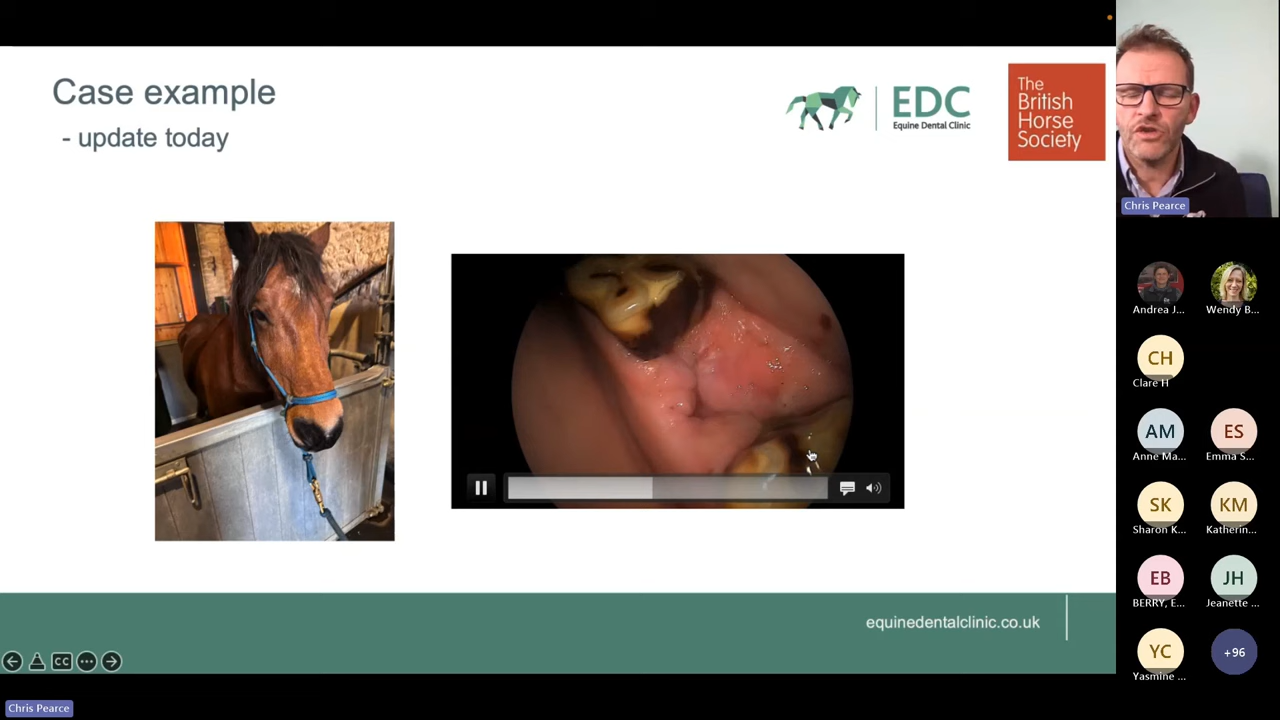 Case example
- update today
EDC
Equine Dental Clinic
The
British
Horse
Society
equinedentalclinic.co.uk
CC
Chris Pearce
Chris Pearce
Andrea J...
Wendy B...
CH
Clare H
AM
Anne Ma...
ES
Emma S...
SK
Sharon K...
KM
Katherin...
EB
BERRY, E...
JH
Jeanette ...
YC
Yasmine ...
+96